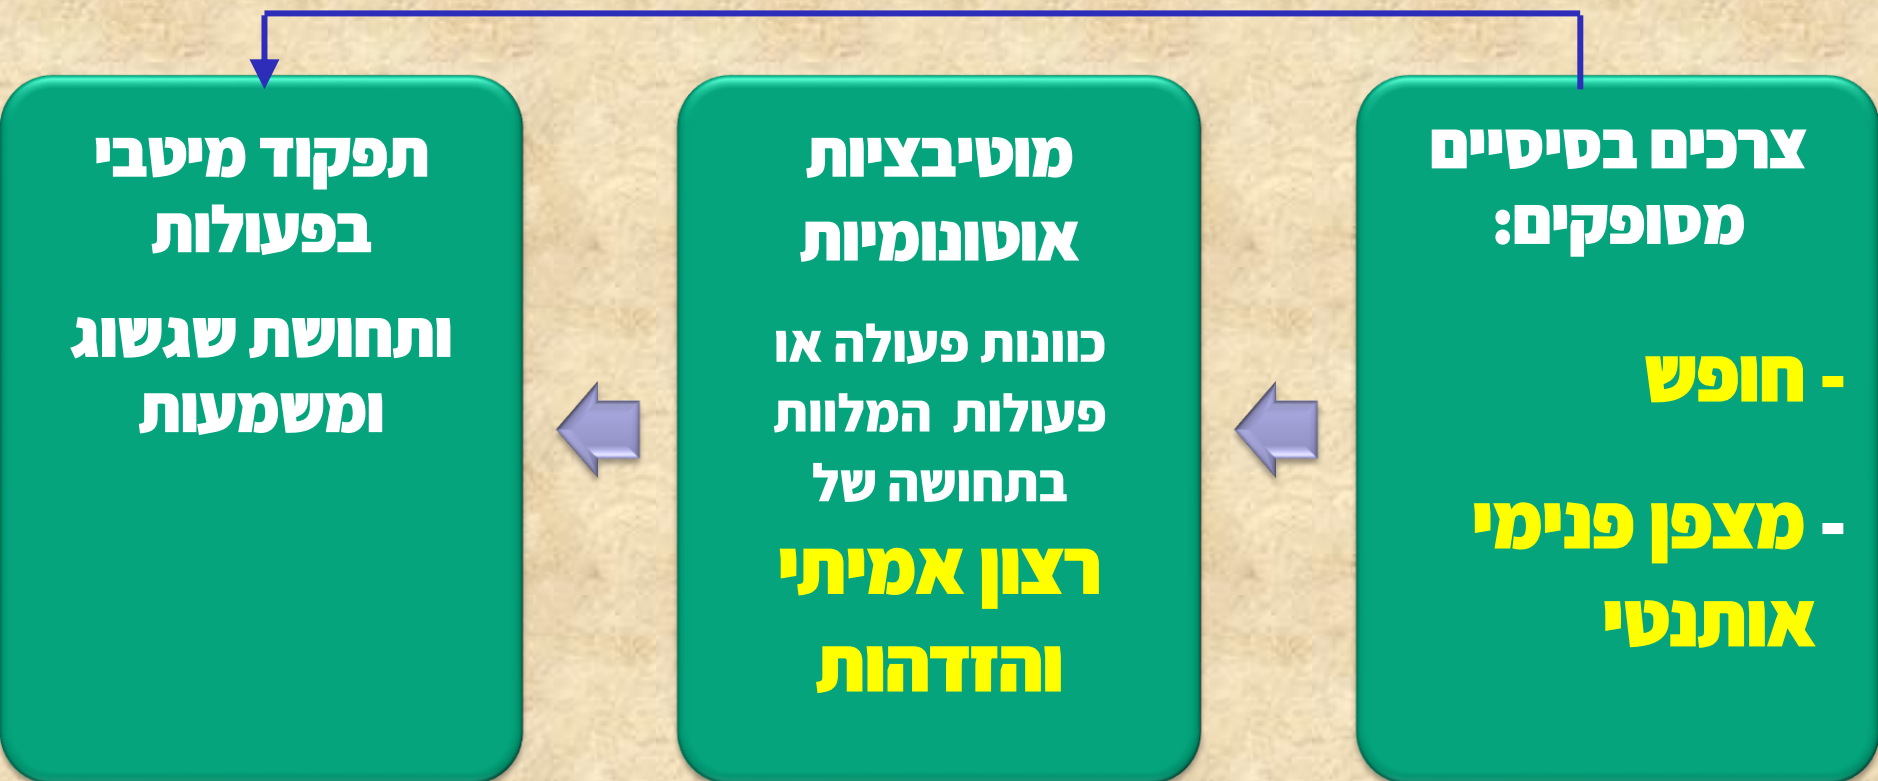 צרכים בסיסיים
מסופקים:
- חופש
- מצפן פנימי
אותנטי
מוטיבציות
אוטונומיות
כוונות פעולה או
פעולות המלוות
בתחושה של
רצון אמיתי
והזדהות
תפקוד מיטבי
בפעולות
ותחושת שגשוג
ומשמעות